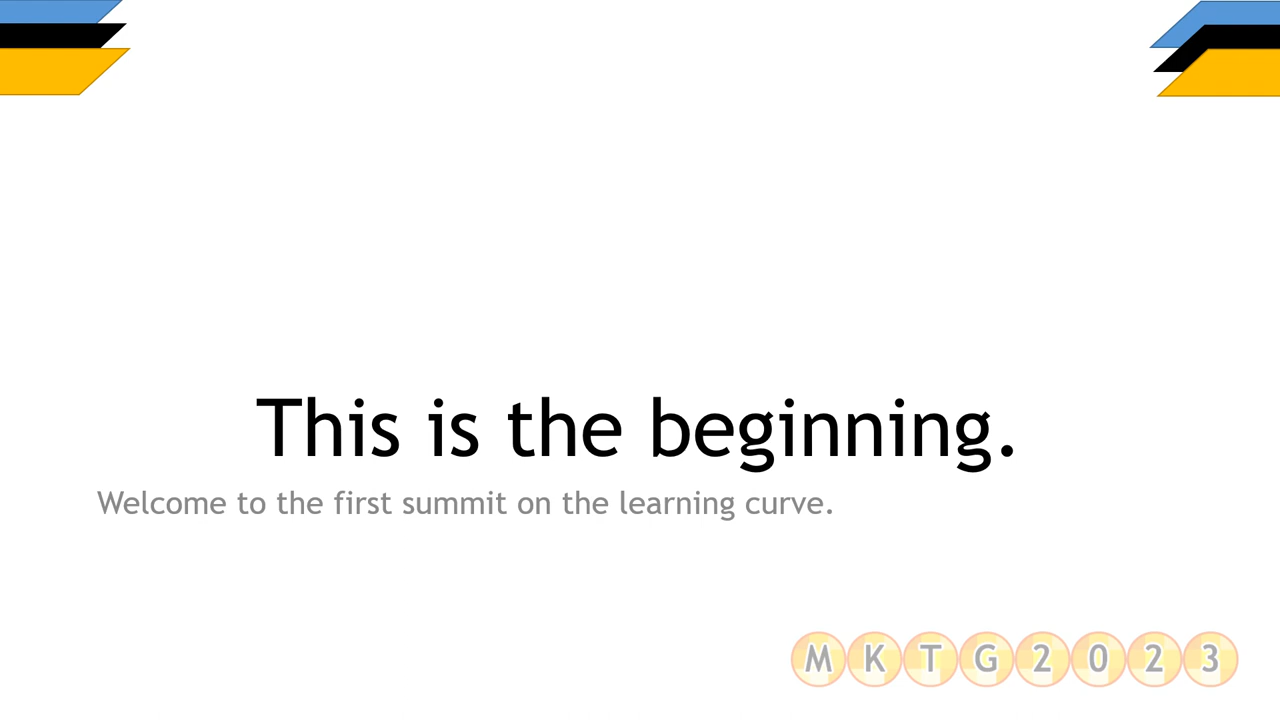 This is the beginning.
Welcome to the first summit on the learning curve.
MKTG2023